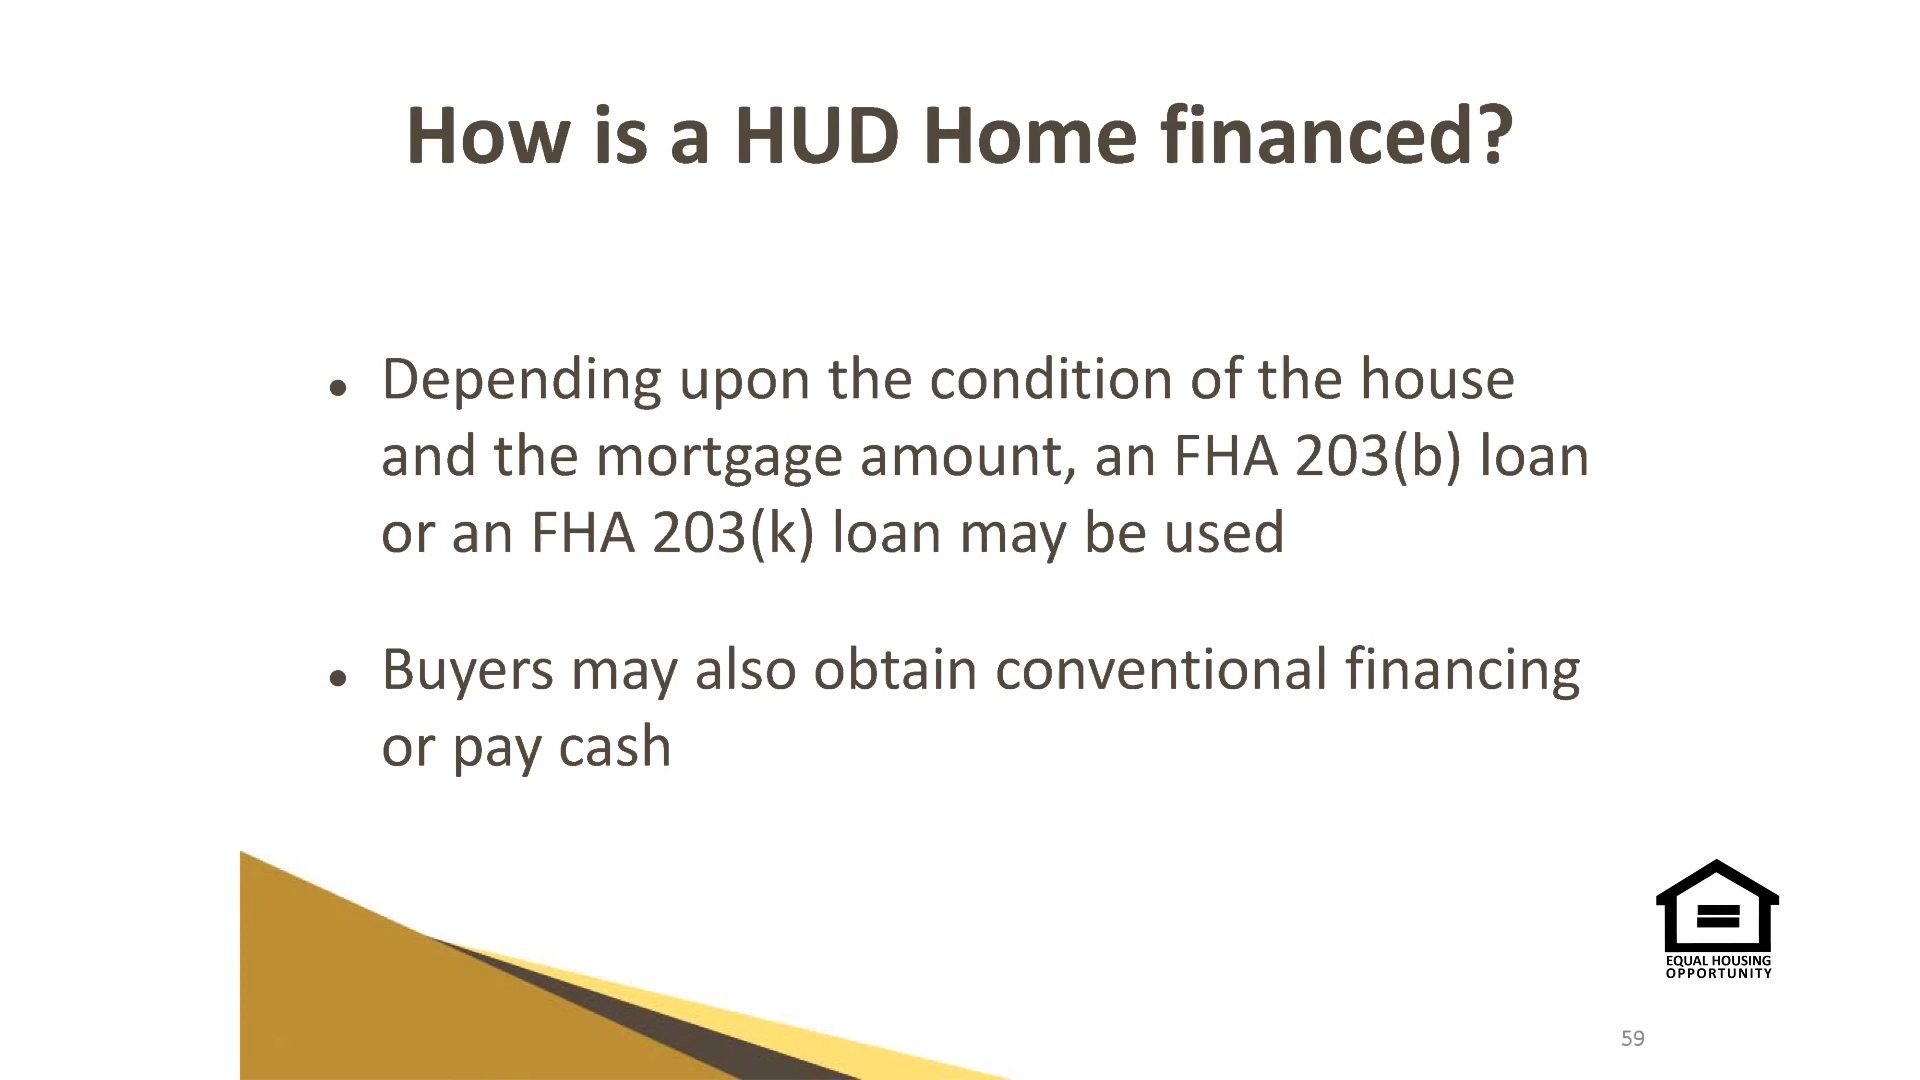 How is a HUD Home financed?
• Depending upon the condition of the house
and the mortgage amount, an FHA 203(b) loan
or an FHA 203(k) loan may be used
• Buyers may also obtain conventional financing
or pay cash
EQUAL HOUSING
OPPORTUNITY
59